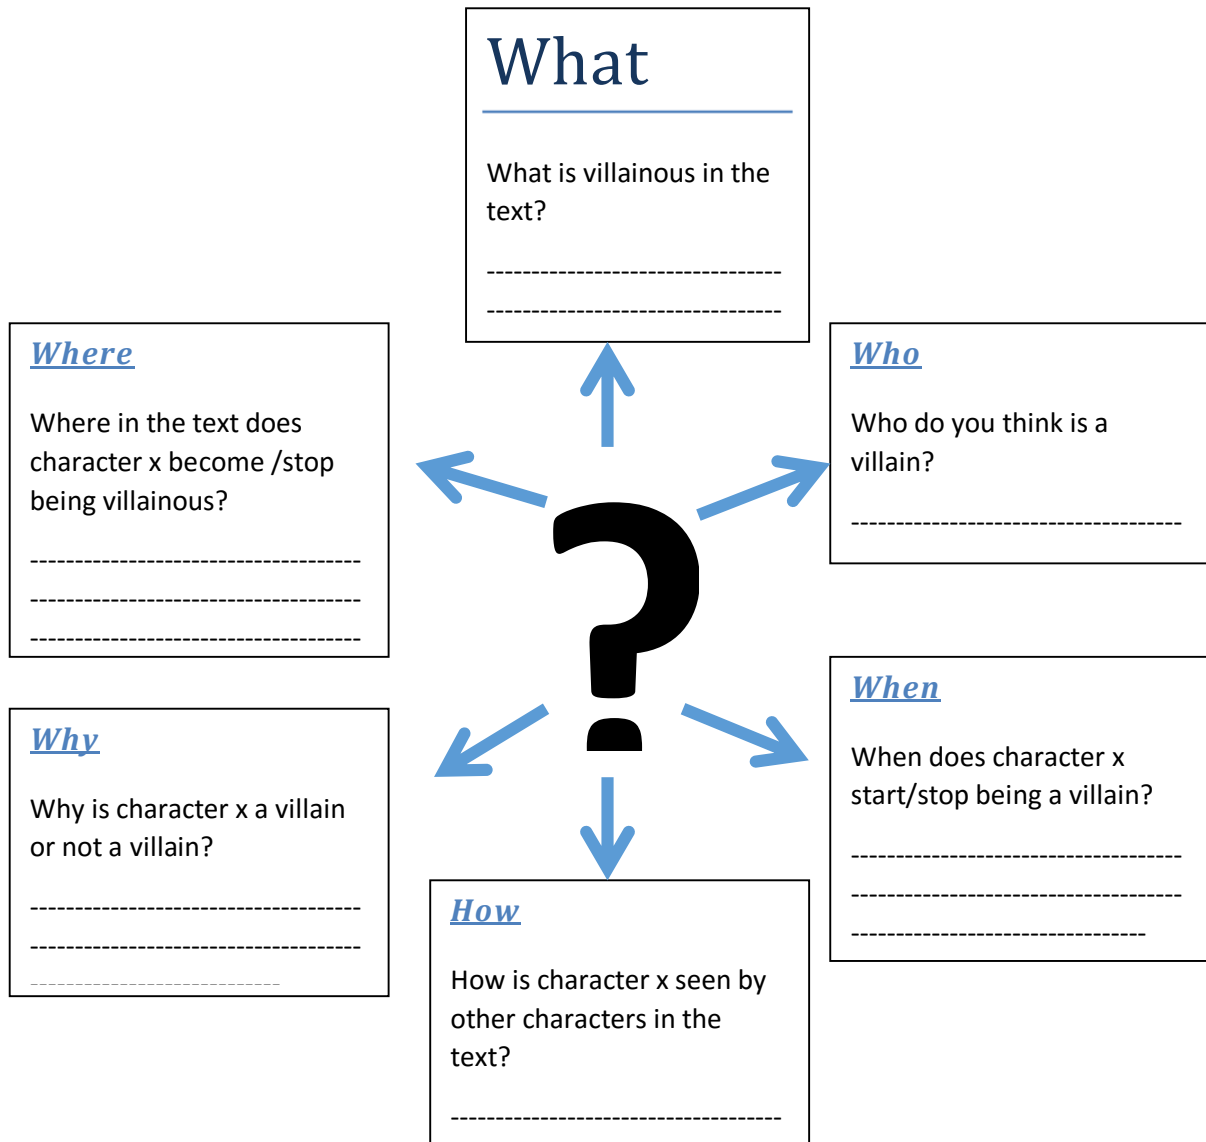 What
What is villainous in the
text?
---------------------------------
---------------------------------
Where
Where in the text does
character x become /stop
being villainous?
-------------------------------------
-------------------------------------
-------------------------------------
Who
Who do you think is a
villain?
-------------------------------------
?
Why
Why is character x a villain
or not a villain?
-------------------------------------
-------------------------------------
----------------------------
When
When does character x
start/stop being a villain?
-------------------------------------
-------------------------------------
---------------------------------
How
How is character x seen by
other characters in the
text?
-------------------------------------